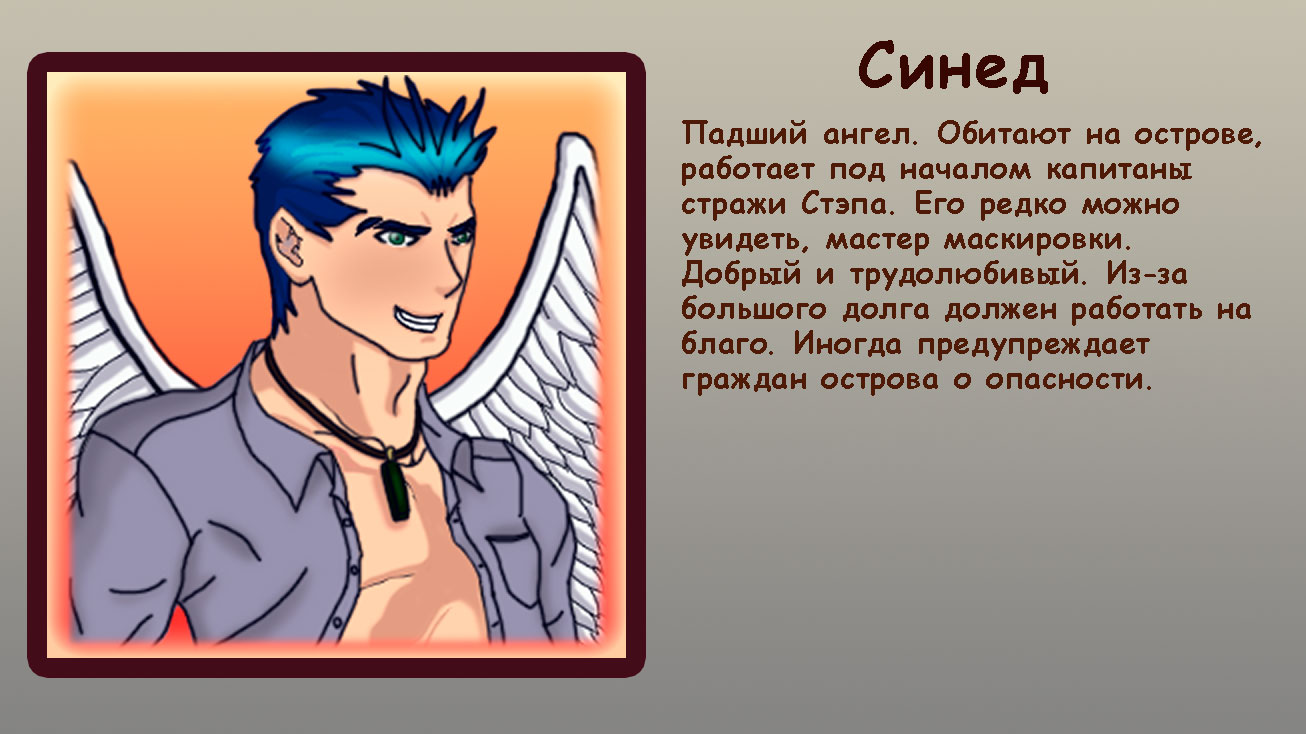 Синед
Падший ангел. Обитают на острове,
работает под началом капитаны
стражи Стэпа. Его редко можно
увидеть, мастер маскировки.
Добрый и трудолюбивый. Из-за
большого долга должен работать на
благо. Иногда предупреждает
граждан острова о опасности.